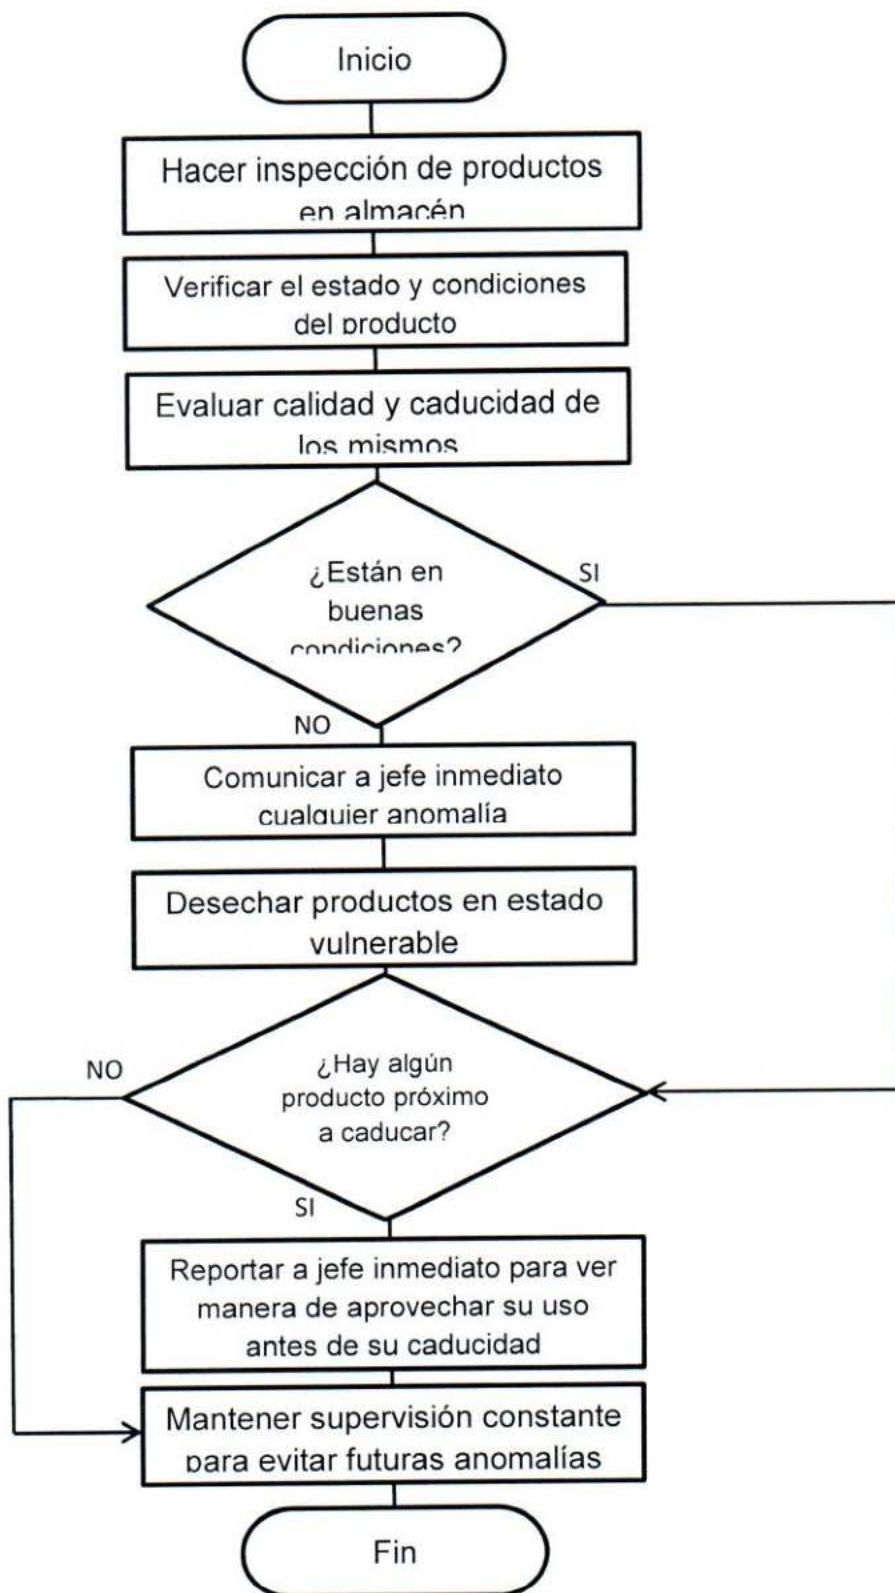 Inicio
Hacer inspección de productos
en almacén
Verificar el estado y condiciones
del producto
Evaluar calidad y caducidad de
los mismos
¿Están en
buenas
condiciones?
SI
NO
Comunicar a jefe inmediato
cualquier anomalía
Desechar productos en estado
vulnerable
NO
¿Hay algún
producto próximo
a caducar?
SI
Reportar a jefe inmediato para ver
manera de aprovechar su uso
antes de su caducidad
Mantener supervisión constante
para evitar futuras anomalías
Fin